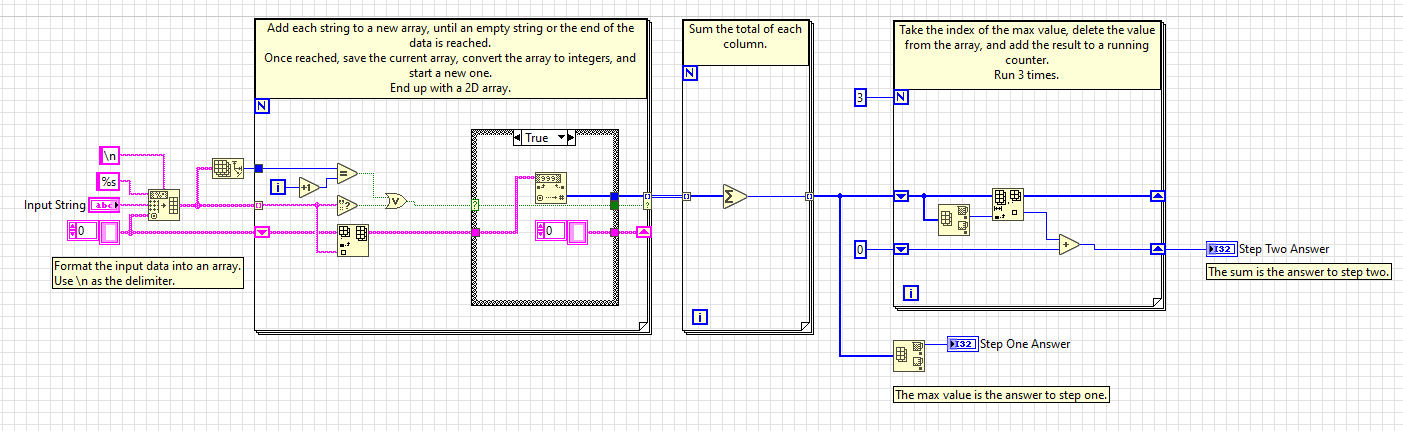 Add each string to a new array, until an empty string or the end of the
data is reached.
Once reached, save the current array, convert the array to integers, and
start a new one.
End up with a 2D array.
N
Sum the total of each
column.
N
Take the index of the max value, delete the value
from the array, and add the result to a running
counter.
Run 3 times.
3
N
True
\n
%s
Input String
abc
0
i
+1
=
?
V
0
Format the input data into an array.
Use \n as the delimiter.
Σ
i
0
+
i
I32
Step Two Answer
The sum is the answer to step two.
I32
Step One Answer
The max value is the answer to step one.